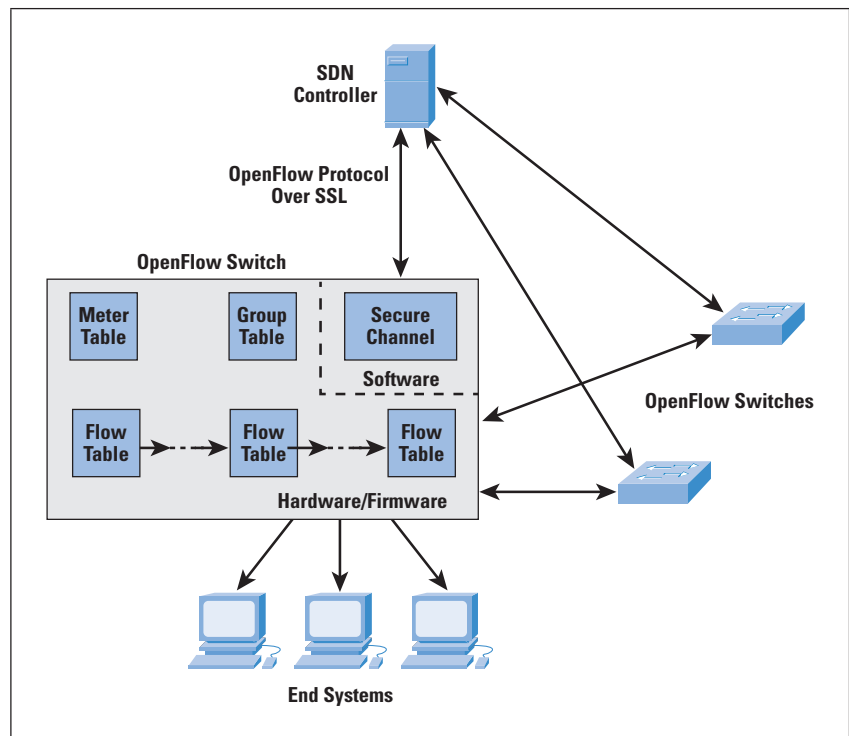 SDN
Controller
OpenFlow Protocol
Over SSL
OpenFlow Switch
Meter
Table
Group
Table
Secure
Channel
Software
OpenFlow Switches
Flow
Table
Flow
Table
Flow
Table
Hardware/Firmware
End Systems